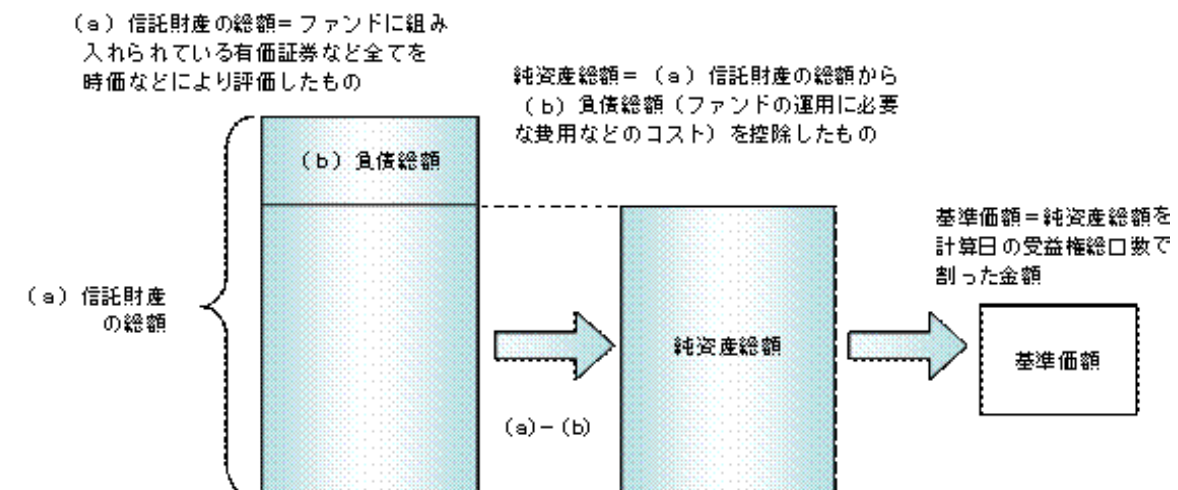 (a)信託財産の総額=ファンドに組み
入れられている有価証券など全てを
時価などにより評価したもの
純資産総額=(a)信託財産の総額から
(b)負債総額(ファンドの運用に必要
な費用などのコスト)を控除したもの
(b)負債総額
基準価額=純資産総額を
計算日の受益権総口数で
割った金額
(a)信託財産
の総額
純資産総額
基準価額
(a)-(b)